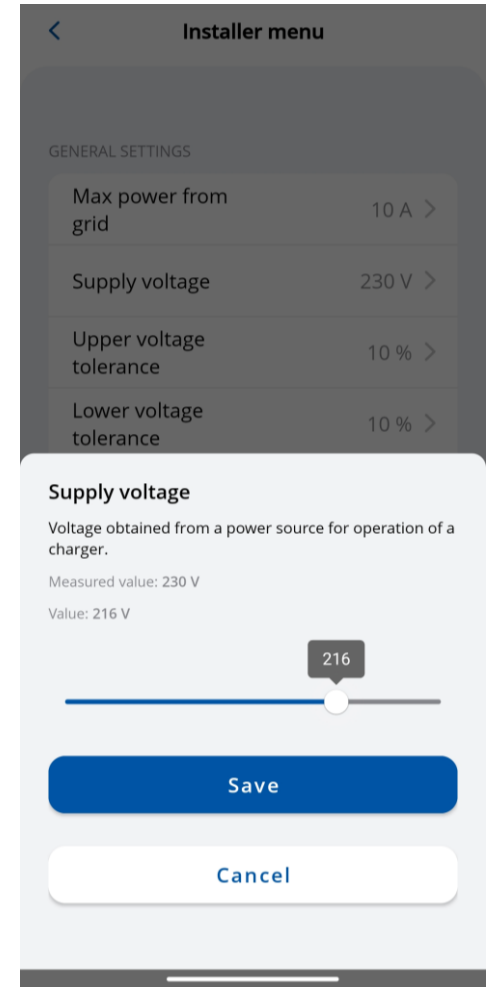 Installer menu
GENERAL SETTINGS
Max power from
grid
10 A
Supply voltage
230 V
Upper voltage
tolerance
10 %
Lower voltage
tolerance
10 %
Supply voltage
Voltage obtained from a power source for operation of a
charger.
Measured value: 230 V
Value: 216 V
216
Save
Cancel